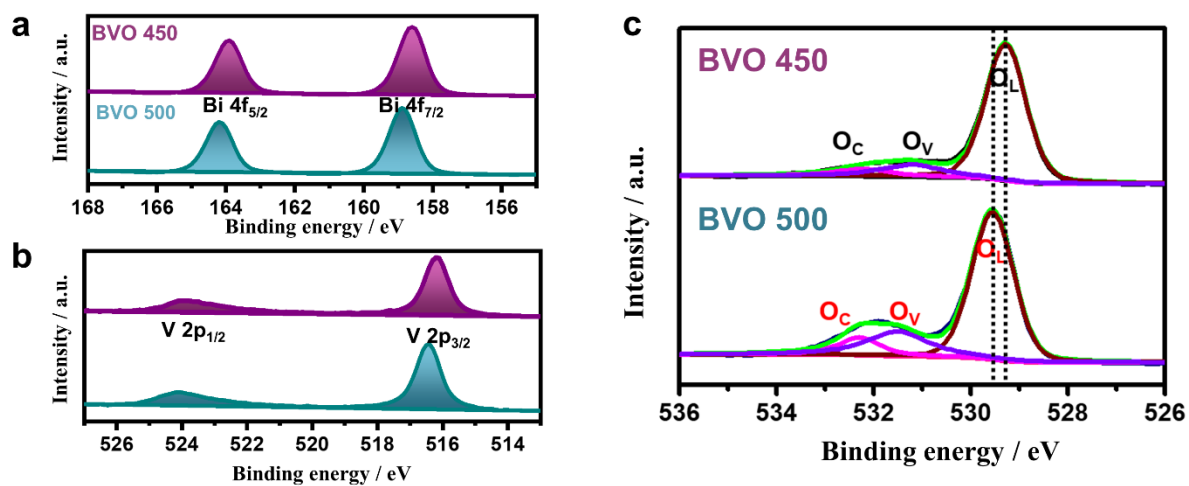 a
BVO 450
BVO 500
Bi 4f5/2
Bi 4f7/2
Intensity / a.u.
168 166 164 162 160 158 156
Binding energy / eV
b
V 2p1/2
V 2p3/2
Intensity / a.u.
526 524 522 520 518 516 514
Binding energy / eV
c
BVO 450
OC
OV
OL
BVO 500
OC
OV
OL
Intensity / a.u.
536 534 532 530 528 526
Binding energy / eV